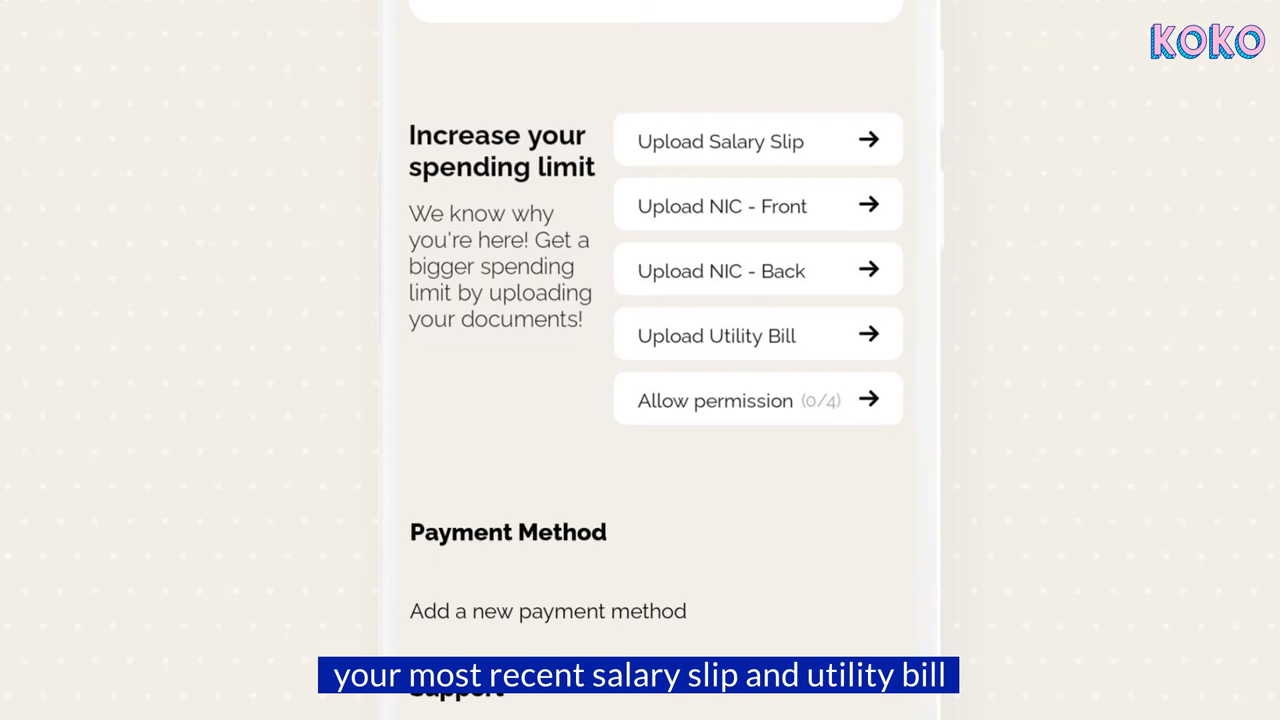 KOKO
Increase your
spending limit
We know why
you're here! Get a
bigger spending
limit by uploading
your documents!
Upload Salary Slip
Upload NIC - Front
Upload NIC - Back
Upload Utility Bill
Allow permission (0/4)
Payment Method
Add a new payment method
your most recent salary slip and utility bill
Support